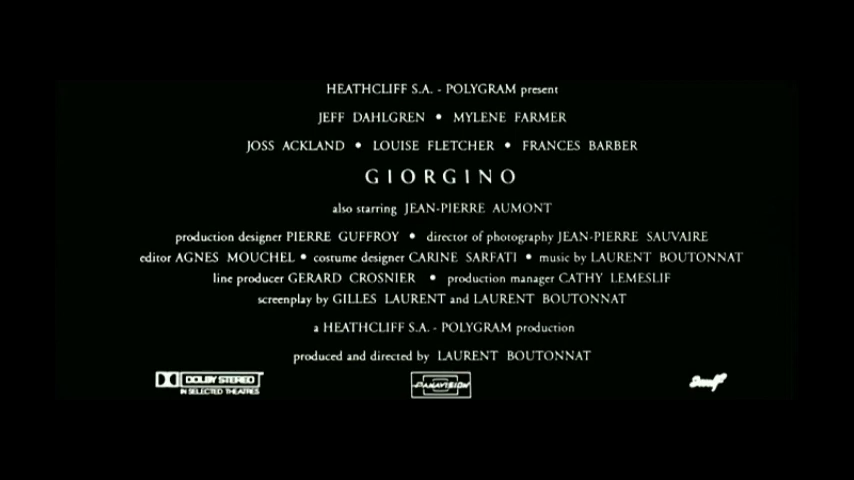 HEATHCLIFF S.A. - POLYGRAM present
JEFF DAHLGREN • MYLENE FARMER
JOSS ACKLAND • LOUISE FLETCHER • FRANCES BARBER
GIORGINO
also starring JEAN-PIERRE AUMONT
production designer PIERRE GUFFROY • director of photography JEAN-PIERRE SAUVAIRE
editor AGNES MOUCHEL • costume designer CARINE SARFATI • music by LAURENT BOUTONNAT
line producer GERARD CROSNIER • production manager CATHY LEMESLIF
screenplay by GILLES LAURENT and LAURENT BOUTONNAT
a HEATHCLIFF S.A. - POLYGRAM production
produced and directed by LAURENT BOUTONNAT
DOLBY STEREO
IN SELECTED THEATRES
PANAVISION